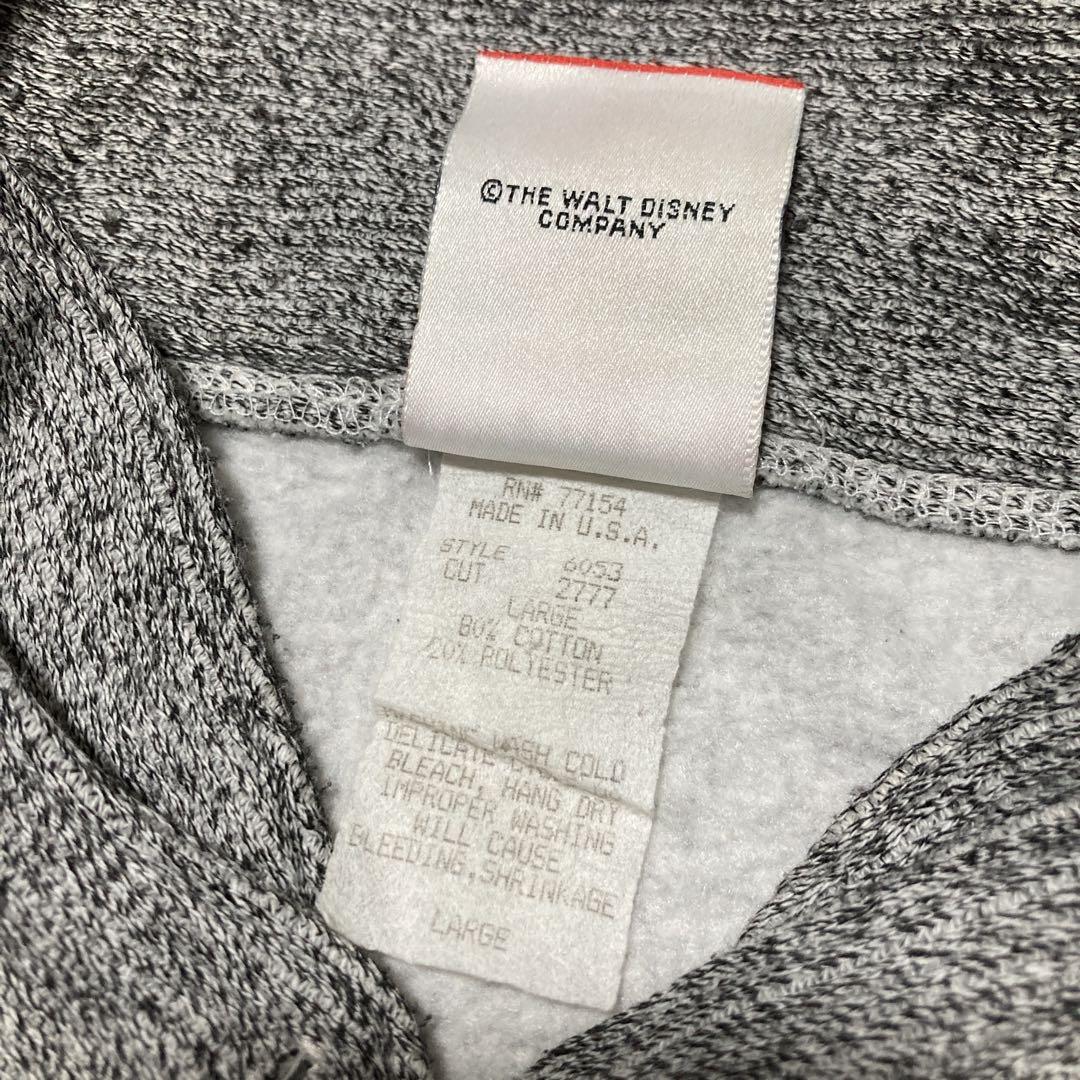 ©THE WALT DISNEY
COMPANY
RN# 77154
MADE IN U.S.A.
STYLE 6053
CUT 2777
LARGE
80% COTTON
20% POLYESTER
WASH COLD
BLEACH, HANG DRY
IMPROPER WASHING
WILL CAUSE
BLEEDING,SHRINKAGE
LARGE